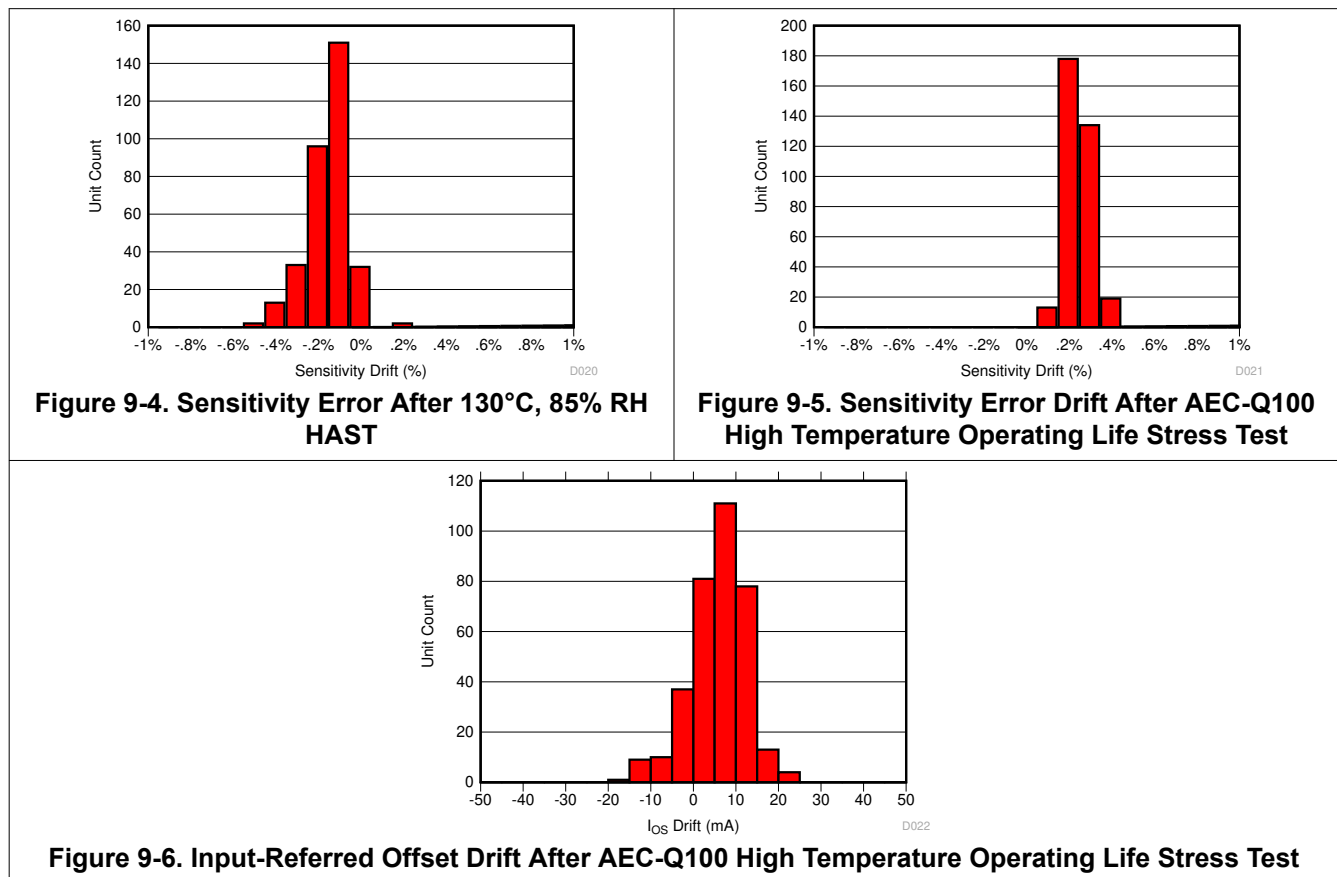 160
140
120
100
80
60
40
20
0
Unit Count
-1% -.8% -.6% -.4% -.2% 0% .2% .4% .6% .8% 1%
Sensitivity Drift (%)
D020
Figure 9-4. Sensitivity Error After 130°C, 85% RH
HAST
200
180
160
140
120
100
80
60
40
20
0
Unit Count
-1% -.8% -.6% -.4% -.2% 0% .2% .4% .6% .8% 1%
Sensitivity Drift (%)
D021
Figure 9-5. Sensitivity Error Drift After AEC-Q100
High Temperature Operating Life Stress Test
120
100
80
60
40
20
0
Unit Count
-50 -40 -30 -20 -10 0 10 20 30 40 50
IOS Drift (mA)
D022
Figure 9-6. Input-Referred Offset Drift After AEC-Q100 High Temperature Operating Life Stress Test